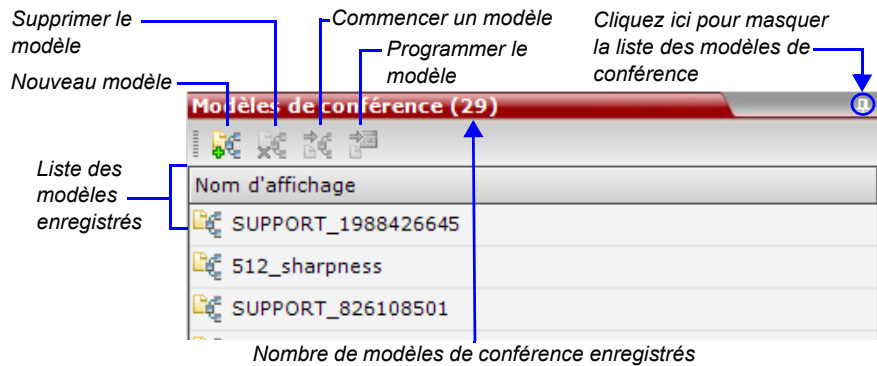 Supprimer le
modèle
Nouveau modèle
Commencer un modèle
Programmer le
modèle
Cliquez ici pour masquer
la liste des modèles de
conférence
Modèles de conférence (29)
Liste des
modèles
enregistrés
Nom d'affichage
SUPPORT_1988426645
512_sharpness
SUPPORT_826108501
Nombre de modèles de conférence enregistrés